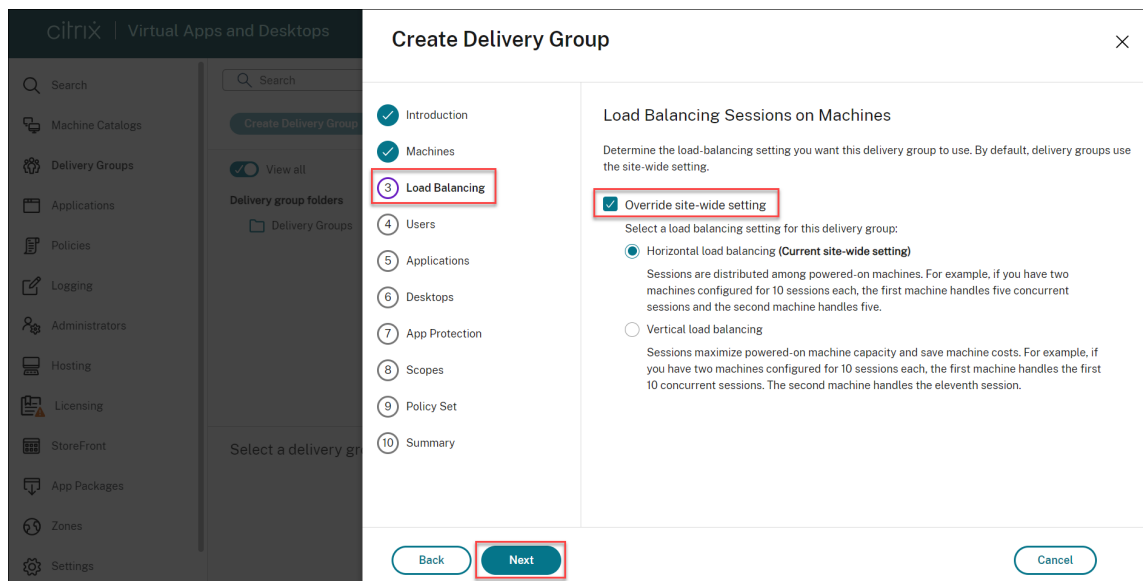 citrix | Virtual Apps and Desktops
Search
Machine Catalogs
Delivery Groups
Applications
Policies
Logging
Administrators
Hosting
Licensing
StoreFront
App Packages
Zones
Settings
Search
Create Delivery Group
View all
Delivery group folders
Delivery Groups
Select a delivery gr
Create Delivery Group
Introduction
Machines
3 Load Balancing
4 Users
5 Applications
6 Desktops
7 App Protection
8 Scopes
9 Policy Set
10 Summary
Load Balancing Sessions on Machines
Determine the load-balancing setting you want this delivery group to use. By default, delivery groups use
the site-wide setting.
Override site-wide setting
Select a load balancing setting for this delivery group:
Horizontal load balancing (Current site-wide setting)
Sessions are distributed among powered-on machines. For example, if you have two
machines configured for 10 sessions each, the first machine handles five concurrent
sessions and the second machine handles five.
Vertical load balancing
Sessions maximize powered-on machine capacity and save machine costs. For example, if
you have two machines configured for 10 sessions each, the first machine handles the first
10 concurrent sessions. The second machine handles the eleventh session.
Back
Next
Cancel